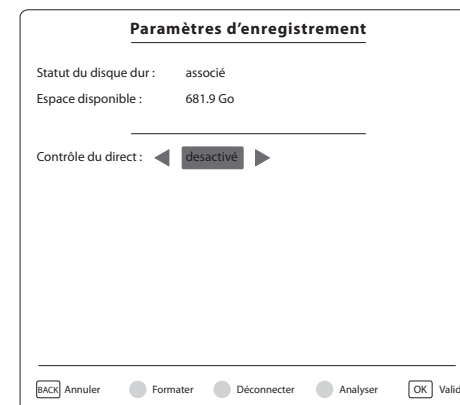 Paramètres d’enregistrement
Statut du disque dur : associé
Espace disponible : 681.9 Go
Contrôle du direct : desactivé
BACK Annuler Formater Déconnecter Analyser OK Valid